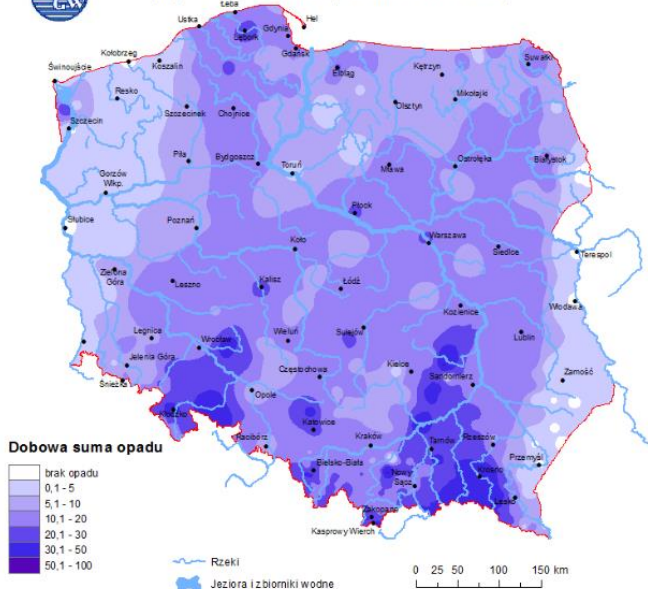 GW
Łeba
Ustka
Hel
Gdynia
Lębork
Gdańsk
Kołobrzeg
Koszalin
Elbląg
Kętrzyn
Suwałki
Świnoujście
Resko
Szczecinek
Chojnice
Olsztyn
Mikołajki
Szczecin
Piła
Bydgoszcz
Toruń
Mława
Ostrołęka
Białystok
Gorzów
Wlkp.
Płock
Słubice
Poznań
Koło
Warszawa
Siedlce
Terespol
Zielona
Góra
Leszno
Kalisz
Łódź
Kozienice
Włodawa
Legnica
Wrocław
Wieluń
Sulejów
Lublin
Jelenia Góra
Śnieżka
Opole
Częstochowa
Kielce
Sandomierz
Zamość
Kłodzko
Racibórz
Katowice
Kraków
Tarnów
Rzeszów
Przemyśl
Bielsko-Biała
Nowy
Sącz
Krosno
Lesko
Zakopane
Kasprowy Wierch
Dobowa suma opadu
brak opadu
0,1 - 5
5,1 - 10
10,1 - 20
20,1 - 30
30,1 - 50
50,1 - 100
Rzeki
Jeziora i zbiorniki wodne
0 25 50 100 150 km